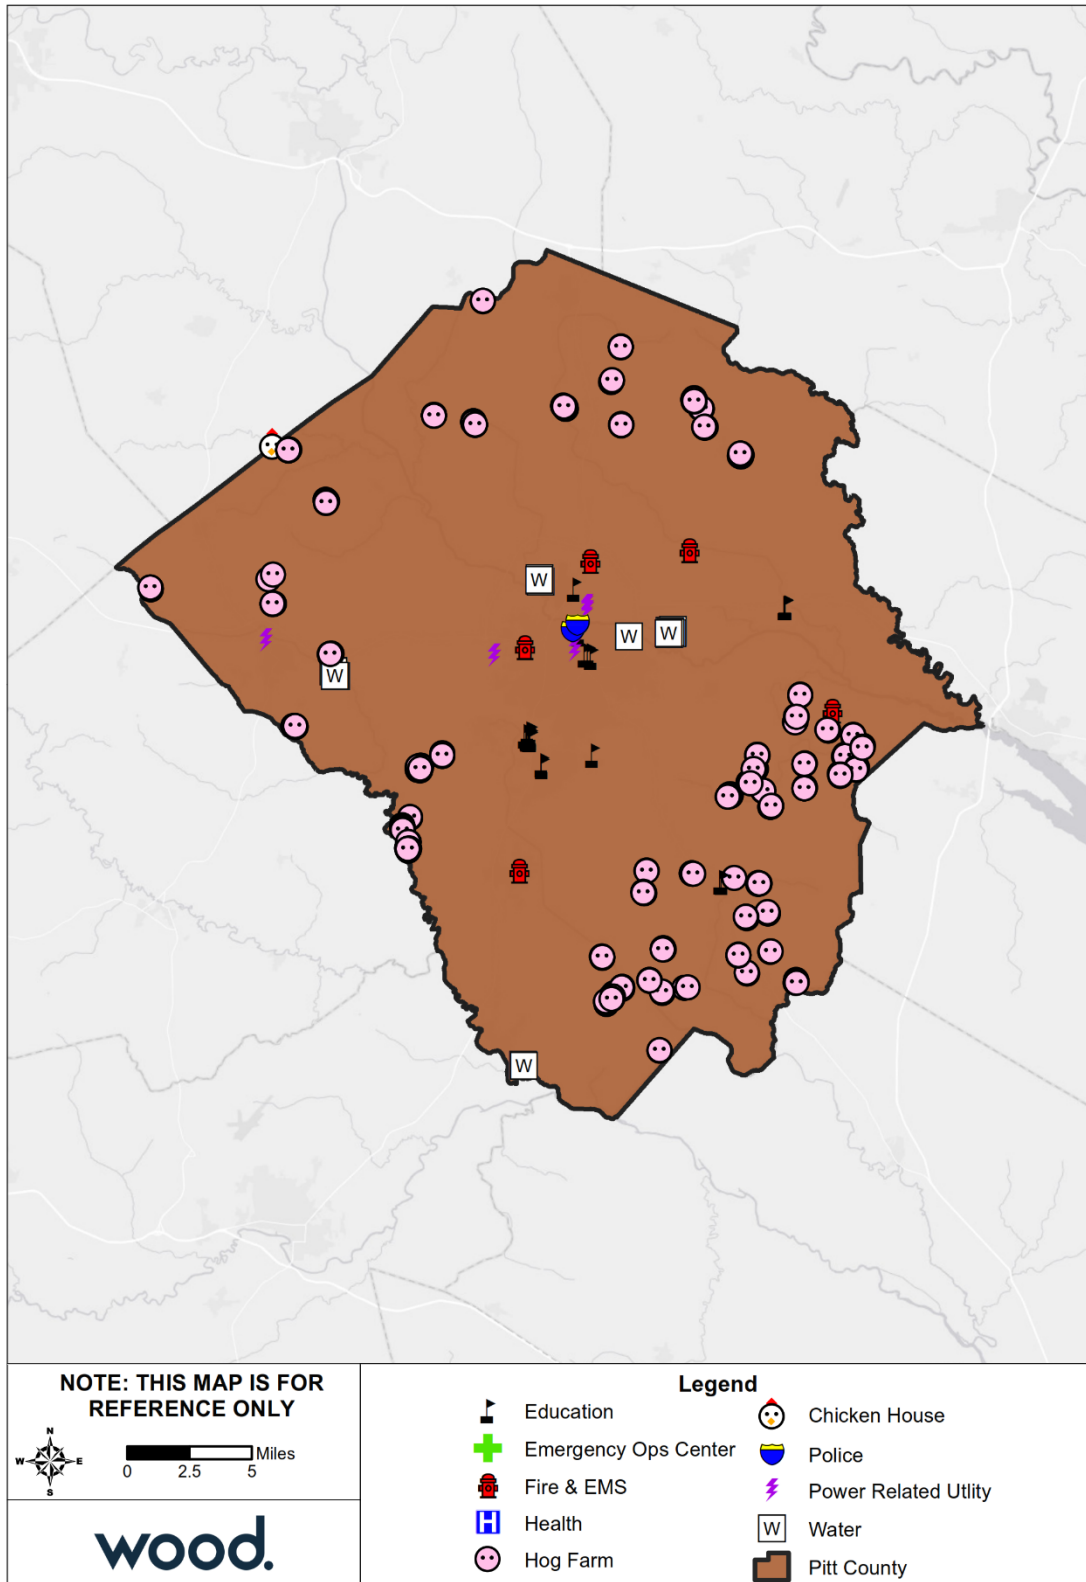 W
W
W
W
W
NOTE: THIS MAP IS FOR
REFERENCE ONLY
N
W E
S
Miles
0 2.5 5
wood.
Legend
Education
Emergency Ops Center
Fire & EMS
H Health
Hog Farm
Chicken House
Police
Power Related Utlity
W Water
Pitt County